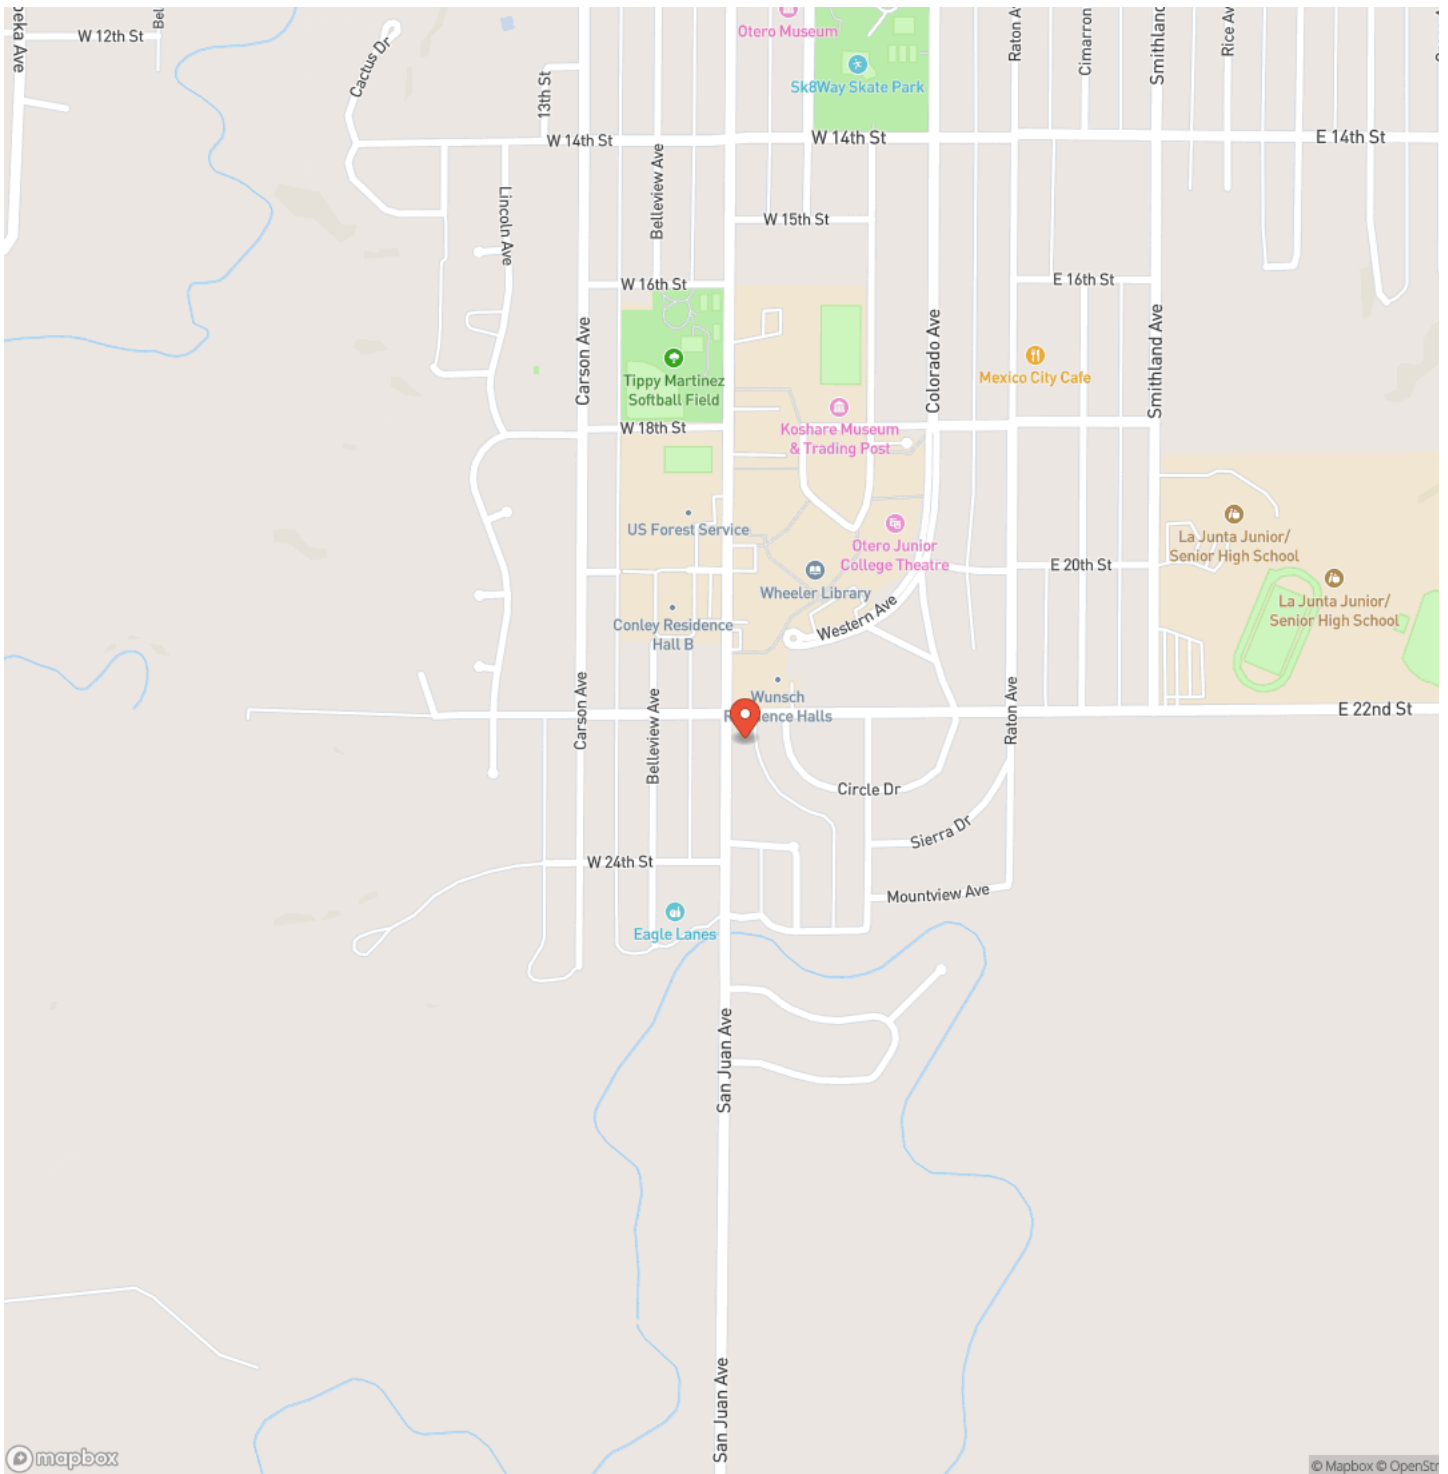 Otero Museum
Bel
Raton A
Cimarron
Smithland
Rice Av
W 12th St
Cactus Dr
13th St
Sk8Way Skate Park
W 14th St
W 14th St
E 14th St
Belleview Ave
Lincoln Ave
W 15th St
W 16th St
E 16th St
Carson Ave
Colorado Ave
Smithland Ave
Tippy Martinez
Softball Field
Mexico City Cafe
W 18th St
Koshare Museum
& Trading Post
US Forest Service
Otero Junior
College Theatre
La Junta Junior/
Senior High School
E 20th St
Wheeler Library
La Junta Junior/
Senior High School
Conley Residence
Hall B
Western Ave
Wunsch
R dence Halls
Carson Ave
Belleview Ave
Raton Ave
E 22nd St
Circle Dr
Sierra Dr
W 24th St
Mountview Ave
Eagle Lanes
San Juan Ave
San Juan Ave
mapbox
© Mapbox © OpenStr